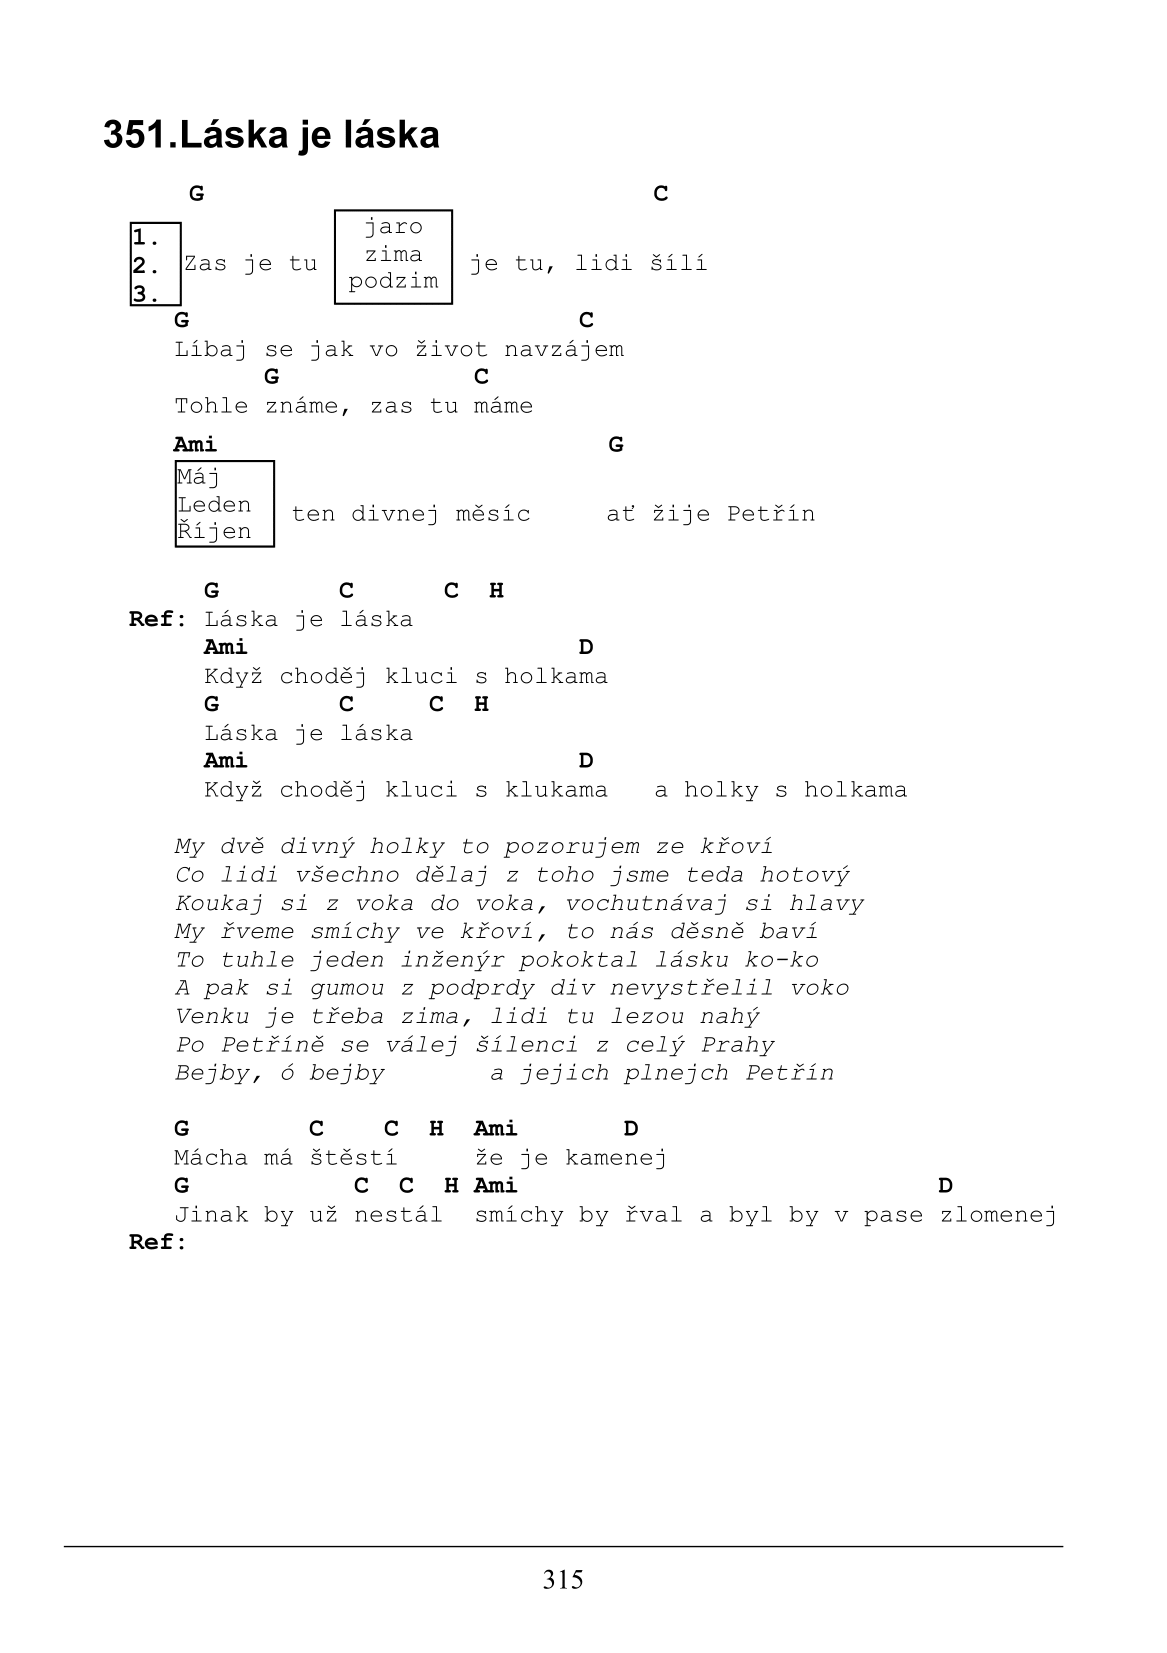 351.Láska je láska
G C
1. jaro
2. Zas je tu zima je tu, lidi šílí
3. podzim
G C
Líbaj se jak vo život navzájem
G C
Tohle známe, zas tu máme
Ami G
Máj
Leden ten divnej měsíc ať žije Petřín
Říjen
G C C H
Ref: Láska je láska
Ami D
Když choděj kluci s holkama
G C C H
Láska je láska
Ami D
Když choděj kluci s klukama a holky s holkama
My dvě divný holky to pozorujem ze křoví
Co lidi všechno dělaj z toho jsme teda hotový
Koukaj si z voka do voka, vochutnávaj si hlavy
My řveme smíchy ve křoví, to nás děsně baví
To tuhle jeden inženýr pokoktal lásku ko-ko
A pak si gumou z podprdy div nevystřelil voko
Venku je třeba zima, lidi tu lezou nahý
Po Petříně se válej šílenci z celý Prahy
Bejby, ó bejby a jejich plnejch Petřín
G C C H Ami D
Mácha má štěstí že je kamenej
G C C H Ami D
Jinak by už nestál smíchy by řval a byl by v pase zlomenej
Ref:
315